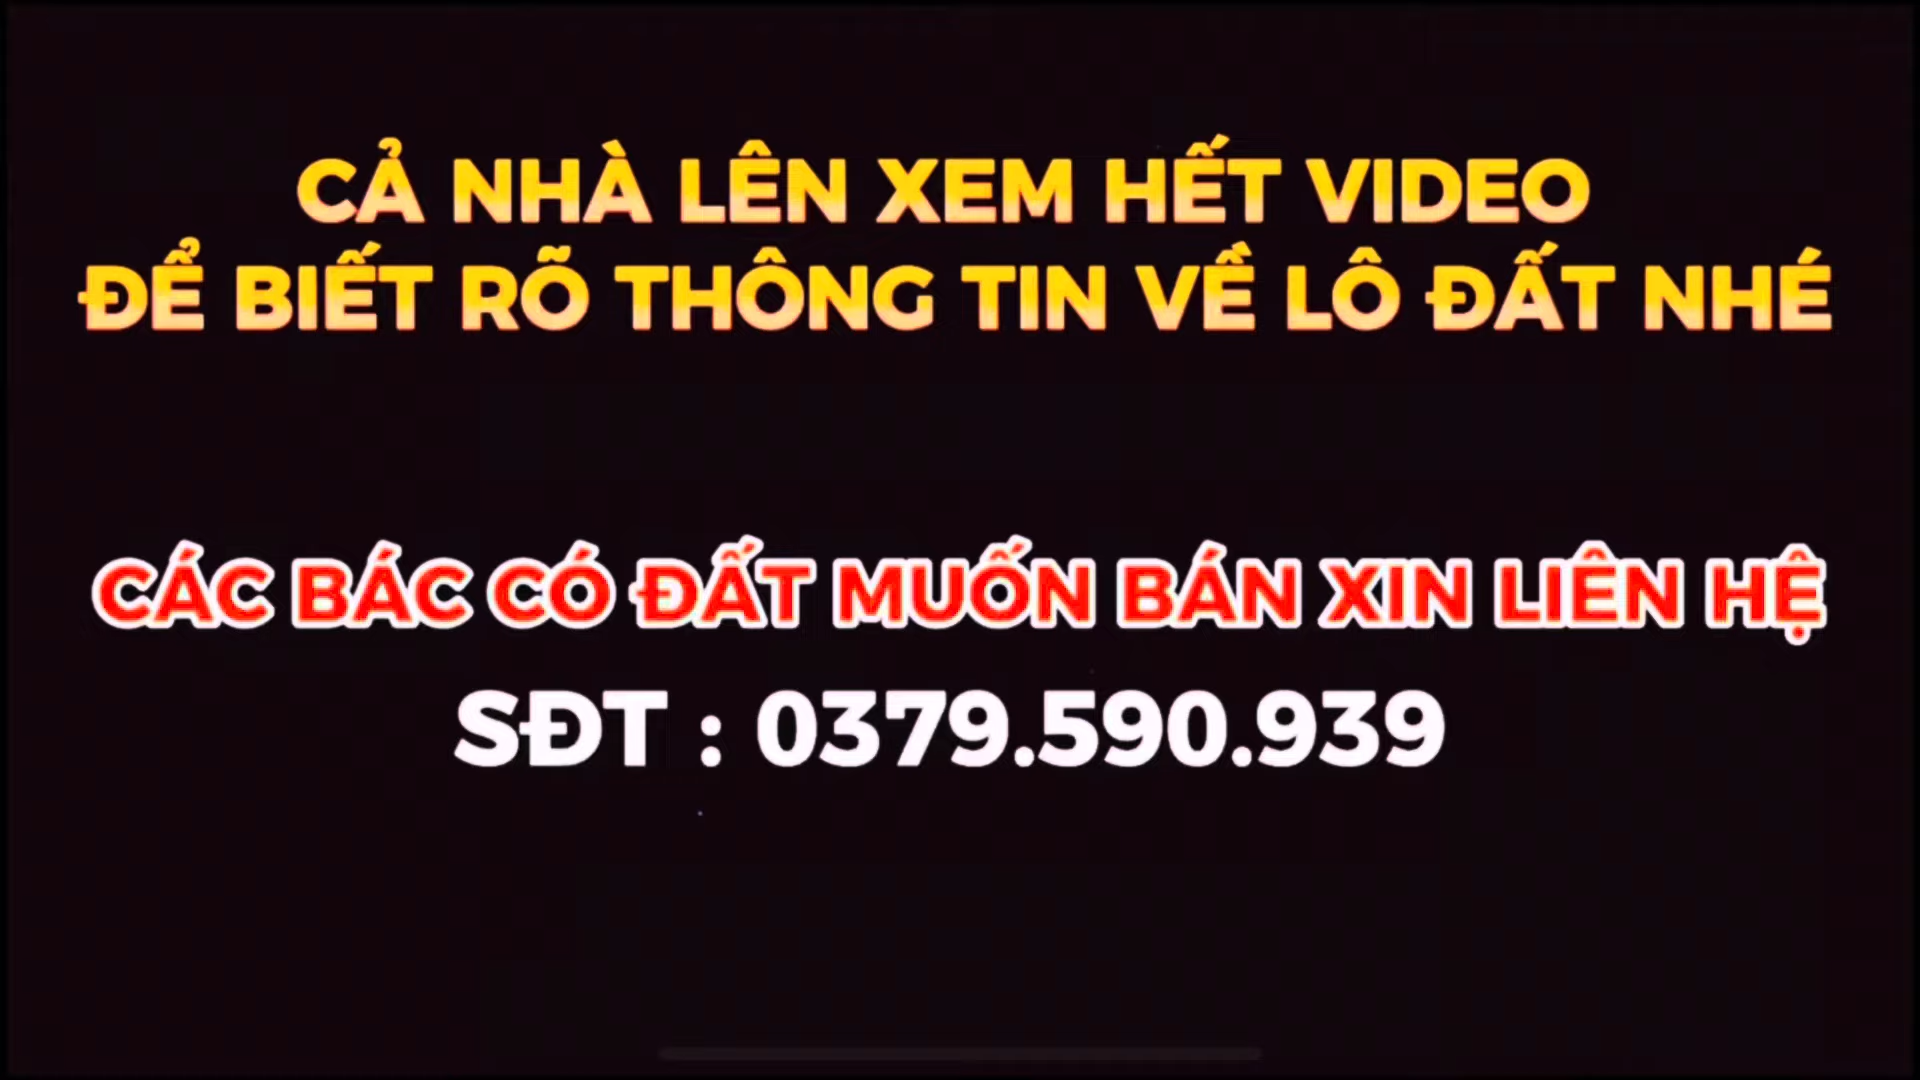 CẢ NHÀ LÊN XEM HẾT VIDEO
ĐỂ BIẾT RÕ THÔNG TIN VỀ LÔ ĐẤT NHÉ
CÁC BÁC CÓ ĐẤT MUỐN BÁN XIN LIÊN HỆ
SĐT : 0379.590.939